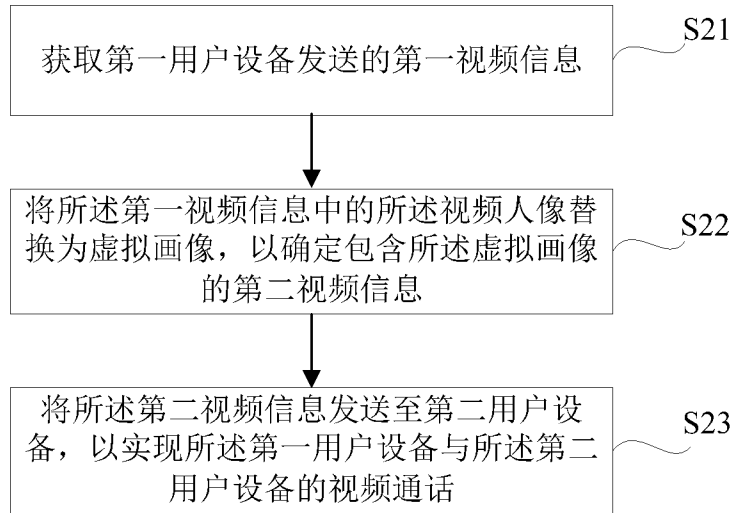 获取第一用户设备发送的第一视频信息
S21
将所述第一视频信息中的所述视频人像替
换为虚拟画像，以确定包含所述虚拟画像
的第二视频信息
S22
将所述第二视频信息发送至第二用户设
备，以实现所述第一用户设备与所述第二
用户设备的视频通话
S23